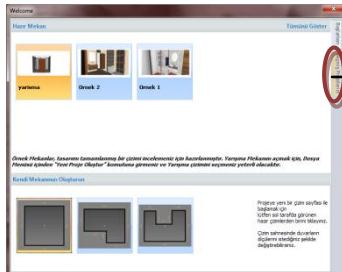 Welcome
Hazır Mekan
Tümünü Göster
yarisma
Ornek 2
Ornek 1
Örnek Mekanlar, tasarımı tamamlanmış bir çizimi incelemeniz için hazırlanmıştır. Yarışma Mekanını açmak için, Dosya
Menüsü içinden "Yeni Proje Oluştur" komutuna girmeniz ve Yarışma çizimini seçmeniz yeterli olacaktır.
Kendi Mekanınızı Oluşturun
Projeye yeni bir çizim sayfası ile
başlamak için
lütfen sol tarafta görünen
hazır çizimlerden birini tıklayınız.
Çizim sahnesinde duvarların
ölçülerini istediğiniz şekilde
değiştirebilirsiniz.